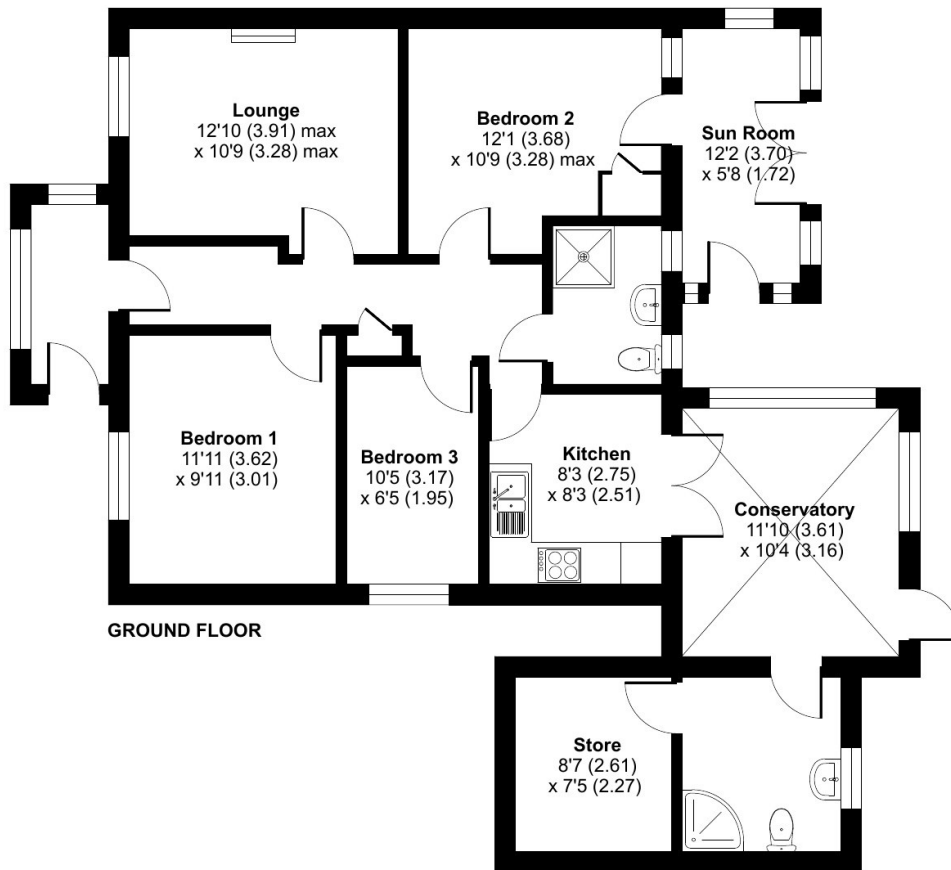 Lounge
12'10 (3.91) max
x 10'9 (3.28) max
Bedroom 2
12'1 (3.68)
x 10'9 (3.28) max
Sun Room
12'2 (3.70)
x 5'8 (1.72)
Bedroom 1
11'11 (3.62)
x 9'11 (3.01)
Bedroom 3
10'5 (3.17)
x 6'5 (1.95)
Kitchen
8'3 (2.75)
x 8'3 (2.51)
Conservatory
11'10 (3.61)
x 10'4 (3.16)
GROUND FLOOR
Store
8'7 (2.61)
x 7'5 (2.27)